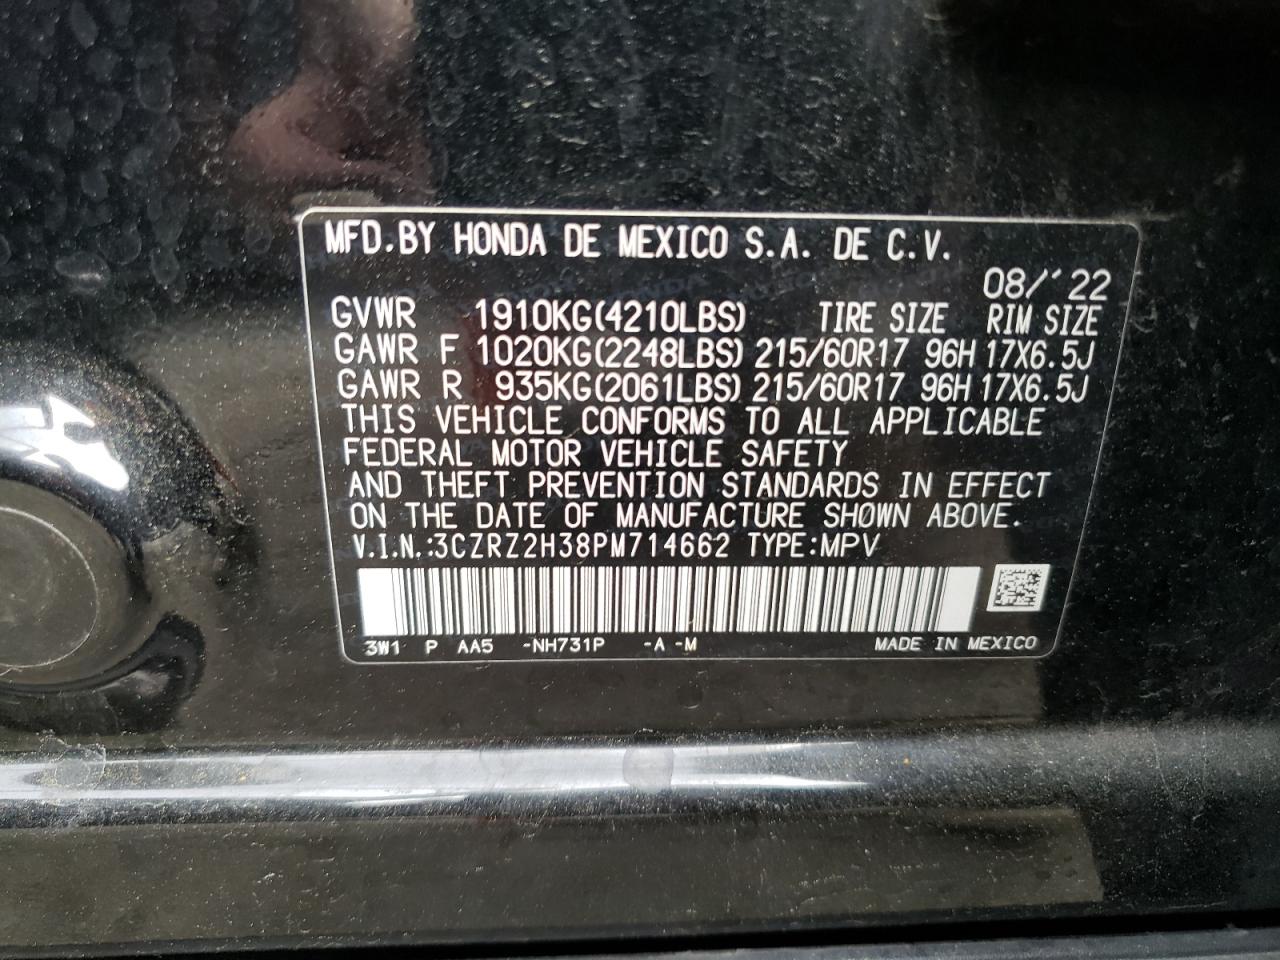 MFD.BY HONDA DE MEXICO S.A. DE C.V.
08/'22
GVWR 1910KG(4210LBS) TIRE SIZE RIM SIZE
GAWR F 1020KG(2248LBS) 215/60R17 96H 17X6.5J
GAWR R 935KG(2061LBS) 215/60R17 96H 17X6.5J
THIS VEHICLE CONFORMS TO ALL APPLICABLE
FEDERAL MOTOR VEHICLE SAFETY
AND THEFT PREVENTION STANDARDS IN EFFECT
ON THE DATE OF MANUFACTURE SHOWN ABOVE.
V.I.N.:3CZRZ2H38PM714662 TYPE:MPV
3W1 P AA5 -NH731P -A -M MADE IN MEXICO